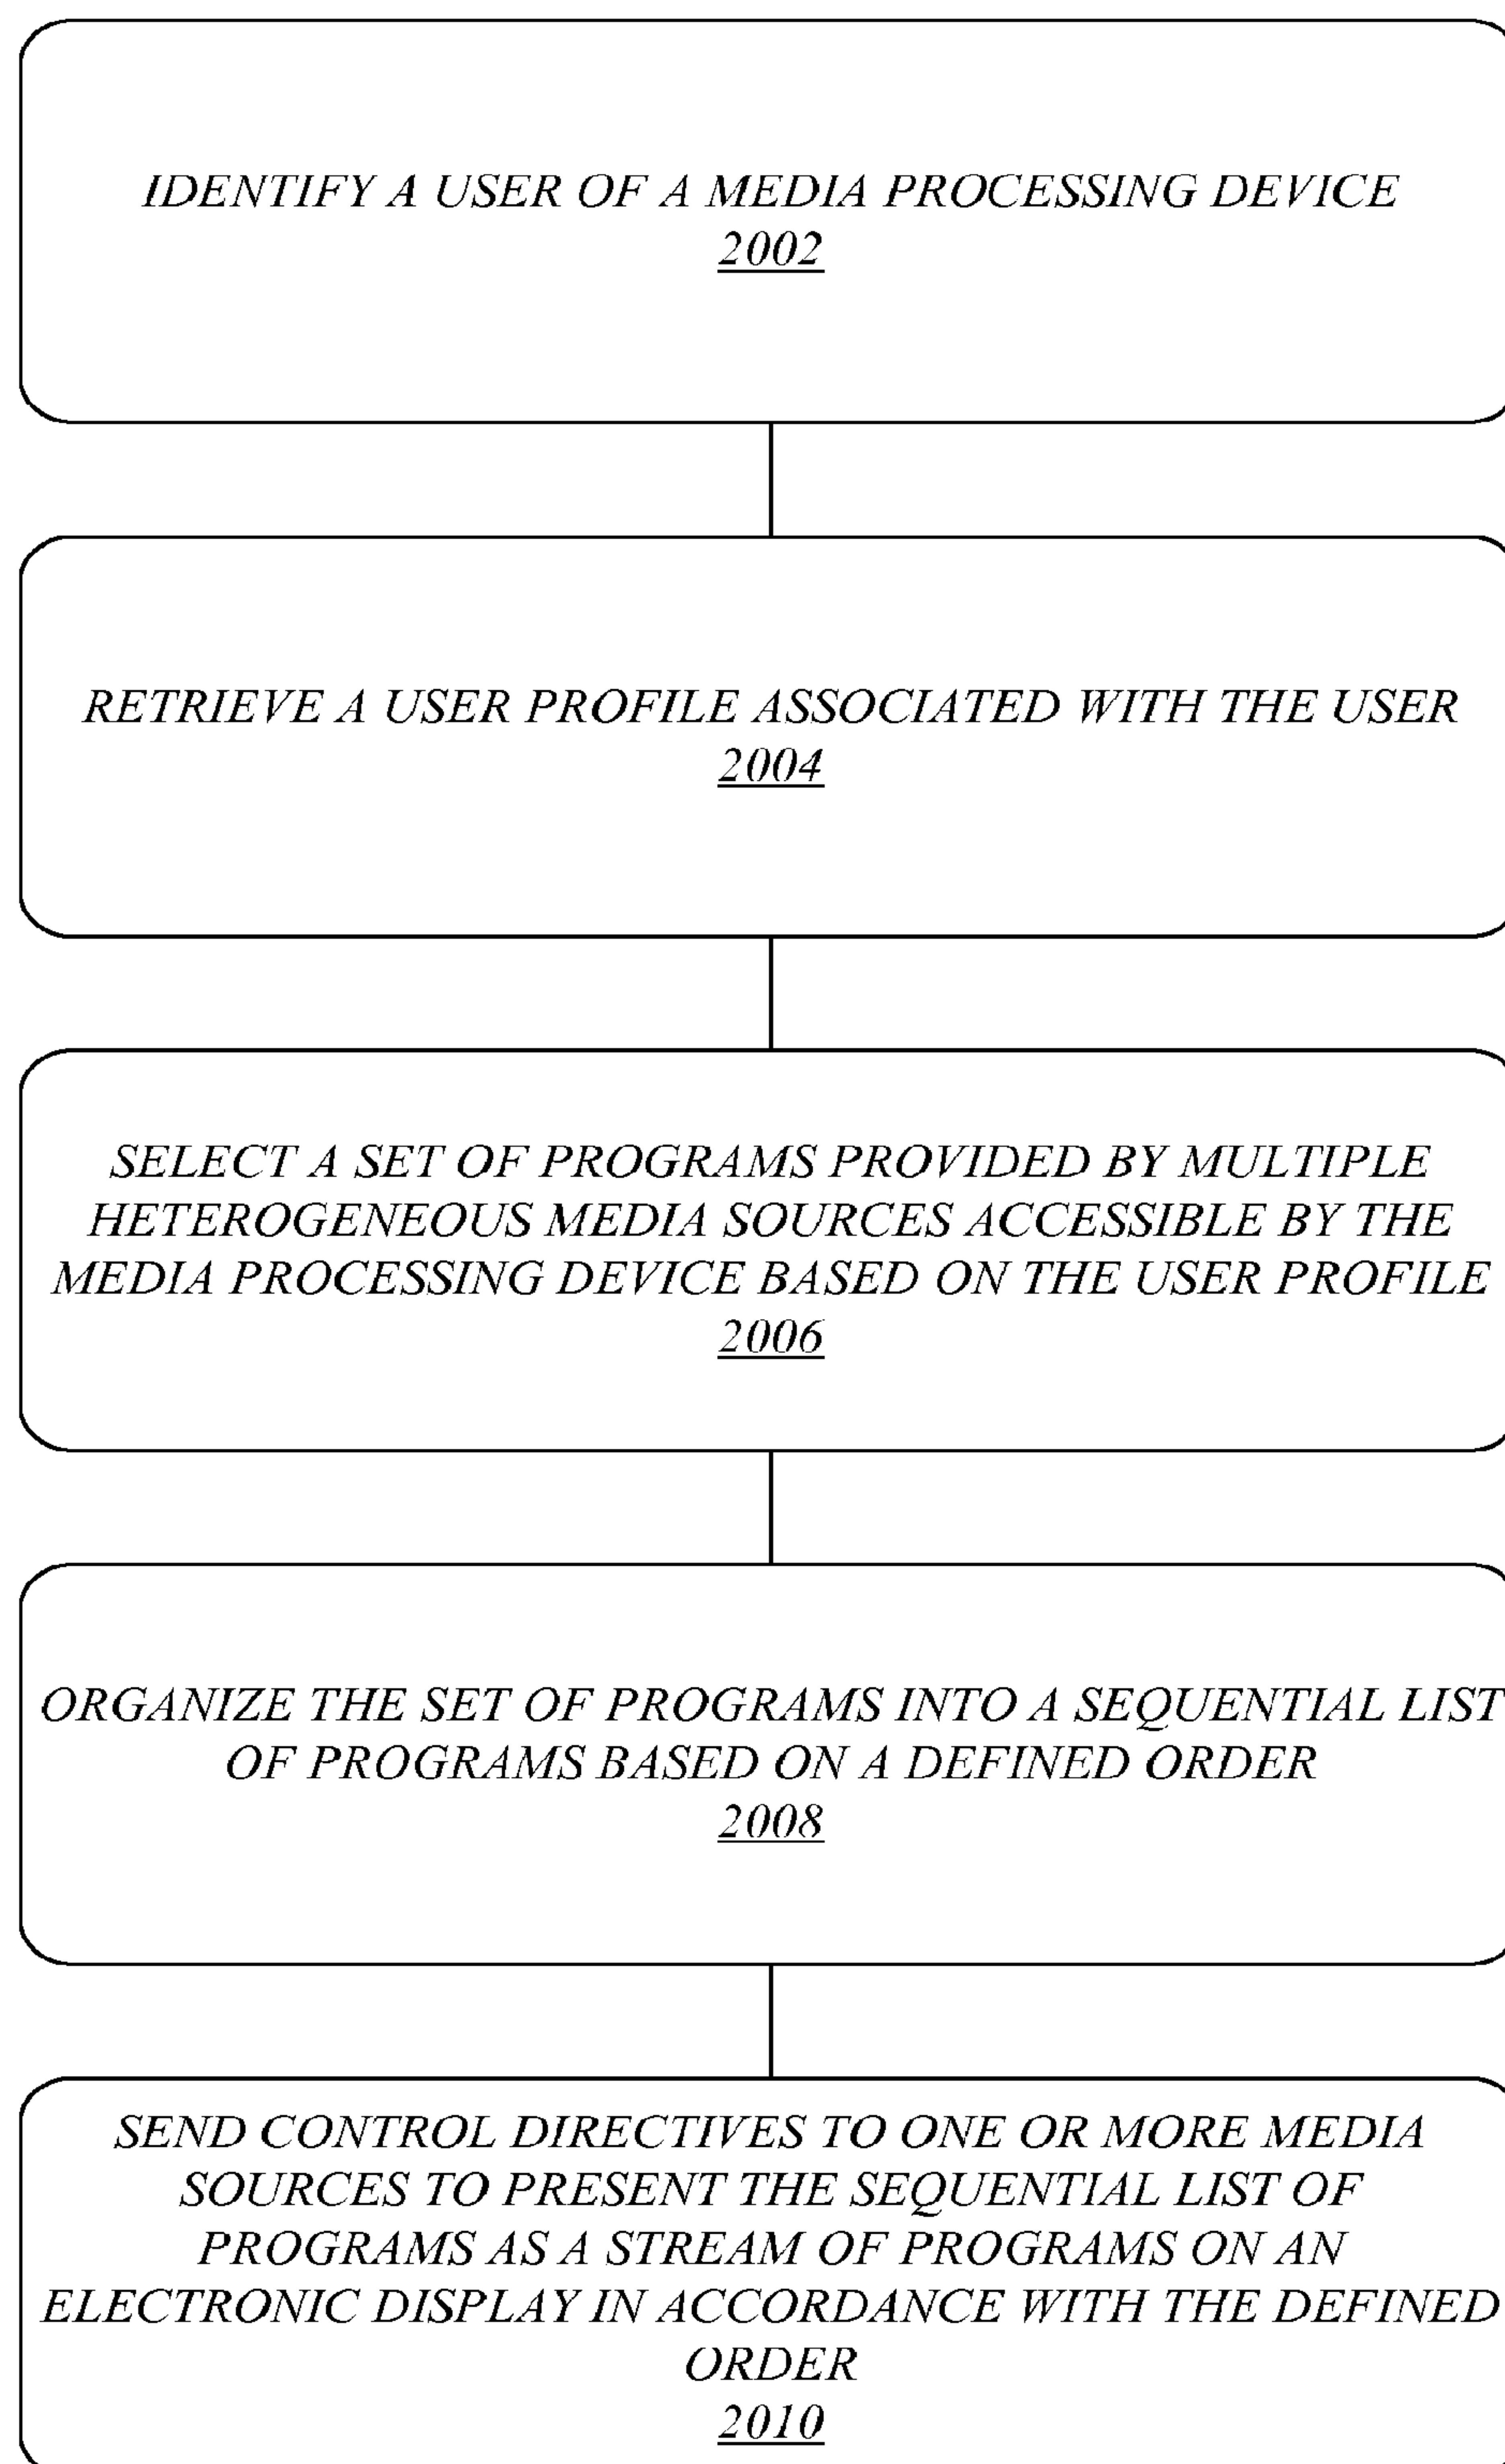 IDENTIFY A USER OF A MEDIA PROCESSING DEVICE
2002
RETRIEVE A USER PROFILE ASSOCIATED WITH THE USER
2004
SELECT A SET OF PROGRAMS PROVIDED BY MULTIPLE
HETEROGENEOUS MEDIA SOURCES ACCESSIBLE BY THE
MEDIA PROCESSING DEVICE BASED ON THE USER PROFILE
2006
ORGANIZE THE SET OF PROGRAMS INTO A SEQUENTIAL LIST
OF PROGRAMS BASED ON A DEFINED ORDER
2008
SEND CONTROL DIRECTIVES TO ONE OR MORE MEDIA
SOURCES TO PRESENT THE SEQUENTIAL LIST OF
PROGRAMS AS A STREAM OF PROGRAMS ON AN
ELECTRONIC DISPLAY IN ACCORDANCE WITH THE DEFINED
ORDER
2010